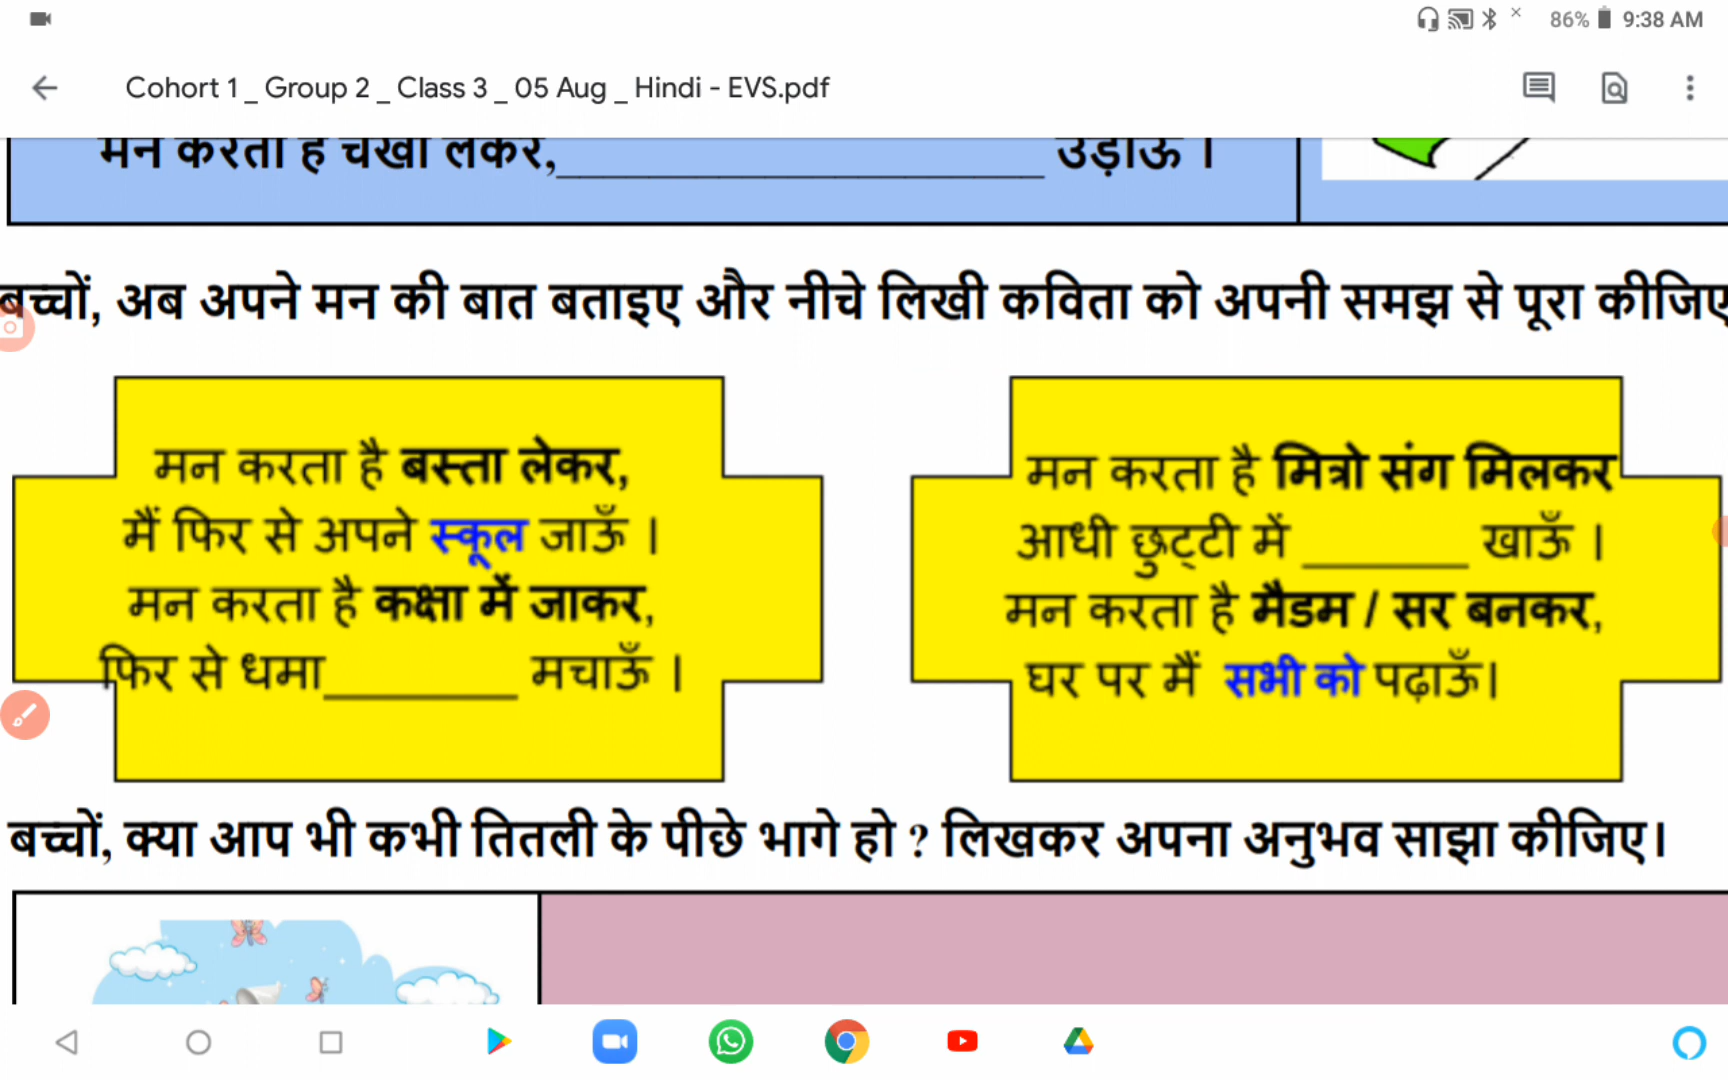 86% 9:38 AM
Cohort 1 _ Group 2 _ Class 3 _ 05 Aug _ Hindi - EVS.pdf
मन करता है चर्खी लेकर,____________________ उड़ाऊँ ।
बच्चों, अब अपने मन की बात बताइए और नीचे लिखी कविता को अपनी समझ से पूरा कीजिए
मन करता है बस्ता लेकर,
मैं फिर से अपने स्कूल जाऊँ ।
मन करता है कक्षा में जाकर,
फिर से धमा________ मचाऊँ ।
मन करता है मित्रो संग मिलकर
आधी छुट्टी में _______ खाऊँ ।
मन करता है मैडम / सर बनकर,
घर पर मैं सभी को पढ़ाऊँ।
बच्चों, क्या आप भी कभी तितली के पीछे भागे हो ? लिखकर अपना अनुभव साझा कीजिए।